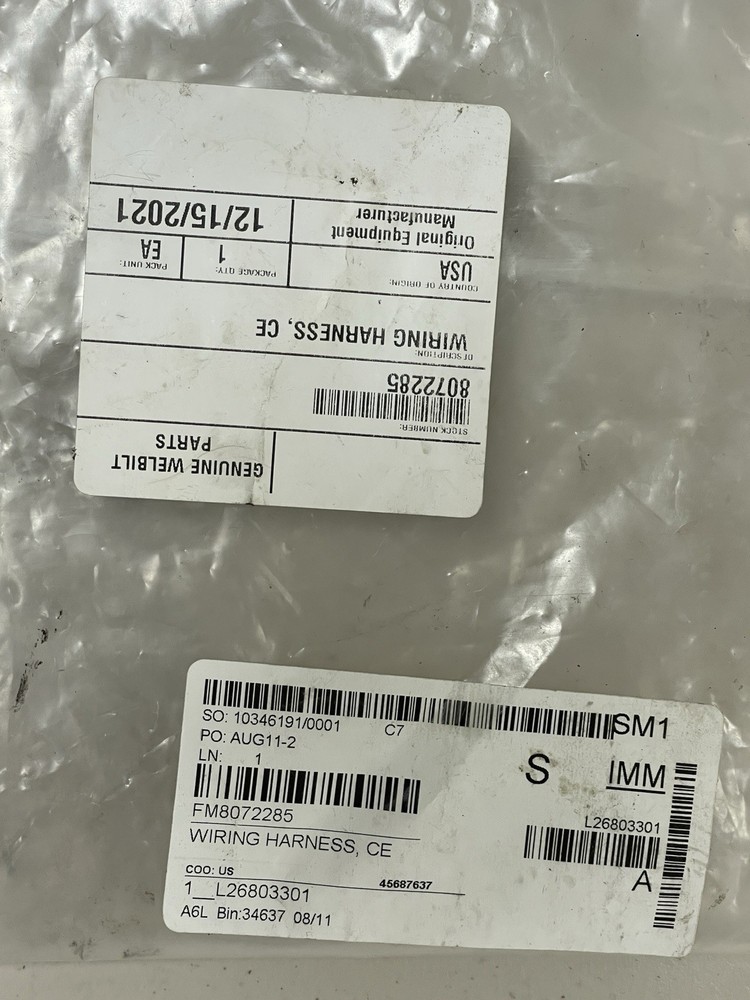 GENUINE WELBILT
PARTS
STOCK NUMBER:
8072285
DESCRIPTION:
WIRING HARNESS, CE
COUNTRY OF ORIGIN:
USA
PACKAGE QTY:
1
PACK UNIT:
EA
Original Equipment
Manufacturer
12/15/2021
SM1
SO: 10346191/0001 C7
PO: AUG11-2
LN: 1
S IMM
FM8072285
L26803301
WIRING HARNESS, CE
A
COO: US
45687637
1__L26803301
A6L Bin:34637 08/11